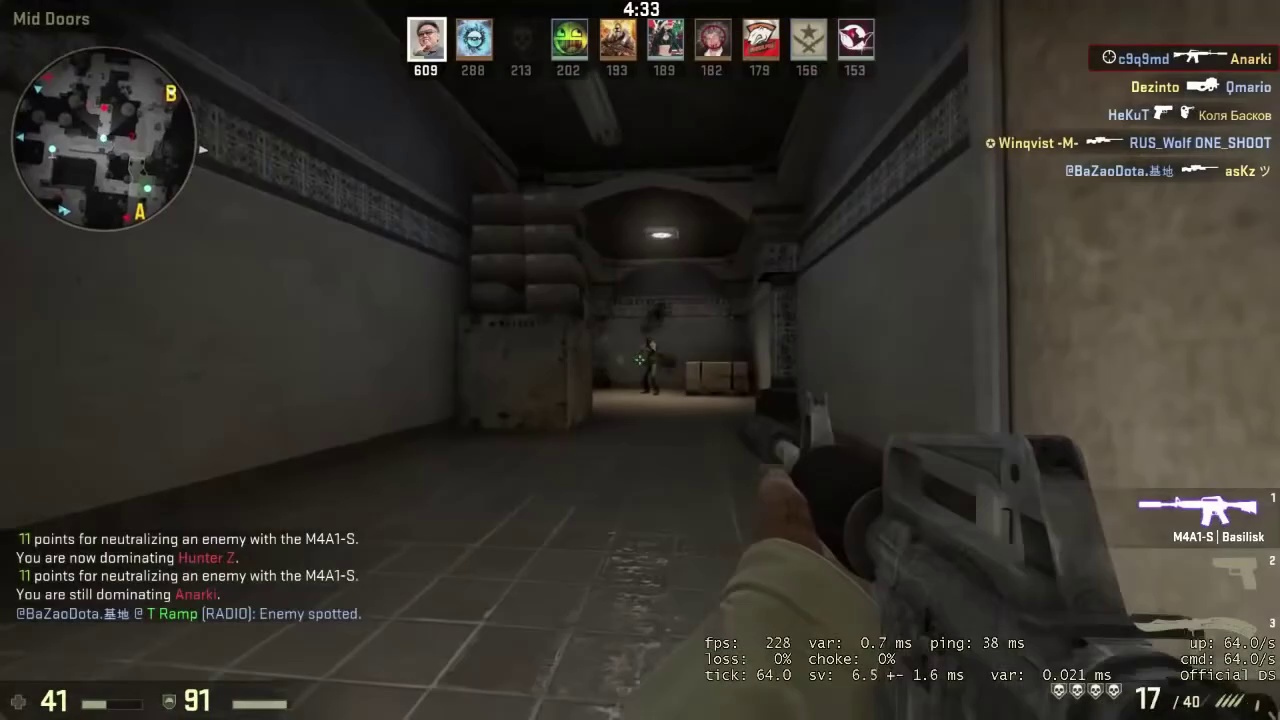 Mid Doors
4:33
609 288 213 202 193 189 182 179 156 153
B
A
c9q9md Anarki
Dezinto Qmario
HeKuT Коля Басков
Winqvist -M- RUS_Wolf ONE_SHOOT
@BaZaoDota.基地 asKz ツ
1
M4A1-S | Basilisk
2
3
11 points for neutralizing an enemy with the M4A1-S.
You are now dominating Hunter Z.
11 points for neutralizing an enemy with the M4A1-S.
You are still dominating Anarki.
@BaZaoDota.基地 @ T Ramp (RADIO): Enemy spotted.
fps: 228 var: 0.7 ms ping: 38 ms up: 64.0/s
loss: 0% choke: 0% cmd: 64.0/s
tick: 64.0 sv: 6.5 +- 1.6 ms var: 0.021 ms Official DS
41 91 17 / 40